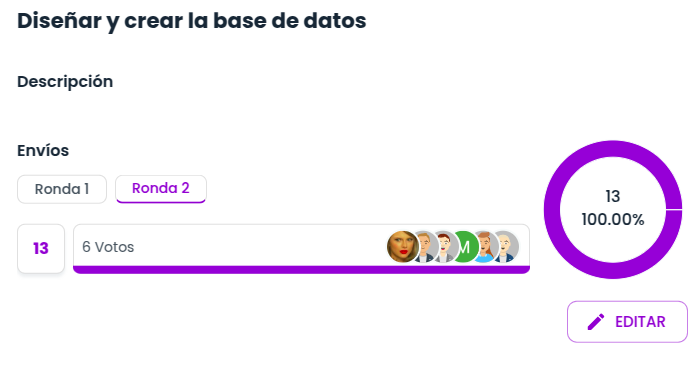 Diseñar y crear la base de datos
Descripción
Envíos
Ronda 1
Ronda 2
13
6 Votos
M
13
100.00%
EDITAR